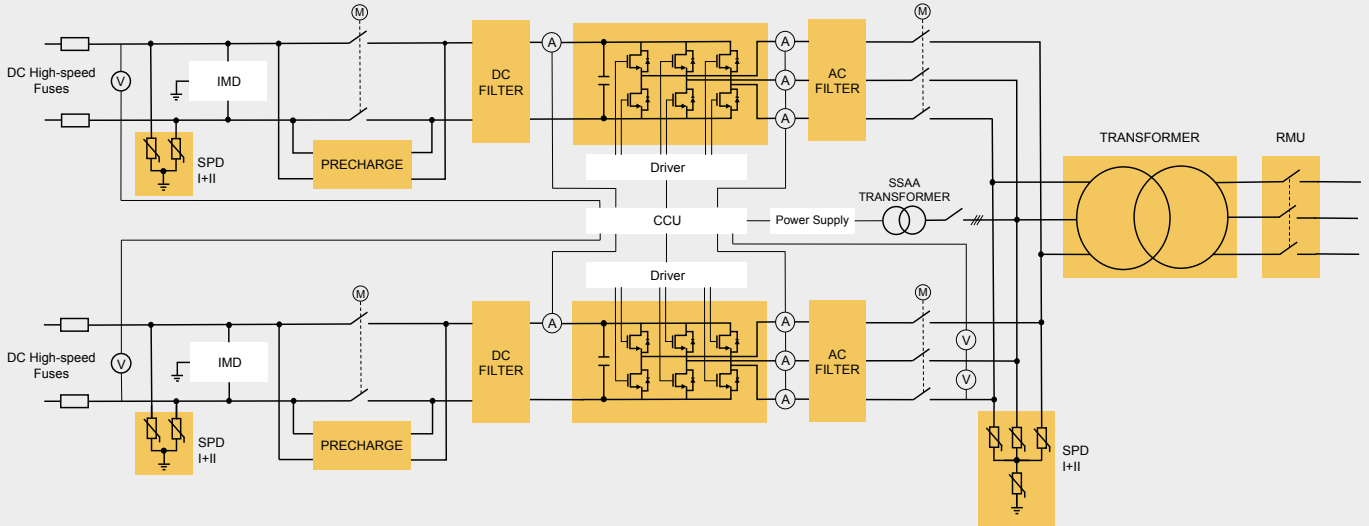 M
M
DC High-speed
Fuses
V
IMD
A
DC
FILTER
A
A
A
AC
FILTER
SPD
I+II
PRECHARGE
Driver
TRANSFORMER
RMU
SSAA
TRANSFORMER
CCU
Power Supply
Driver
M
M
DC High-speed
Fuses
V
IMD
A
DC
FILTER
A
A
A
AC
FILTER
V
V
SPD
I+II
PRECHARGE
SPD
I+II